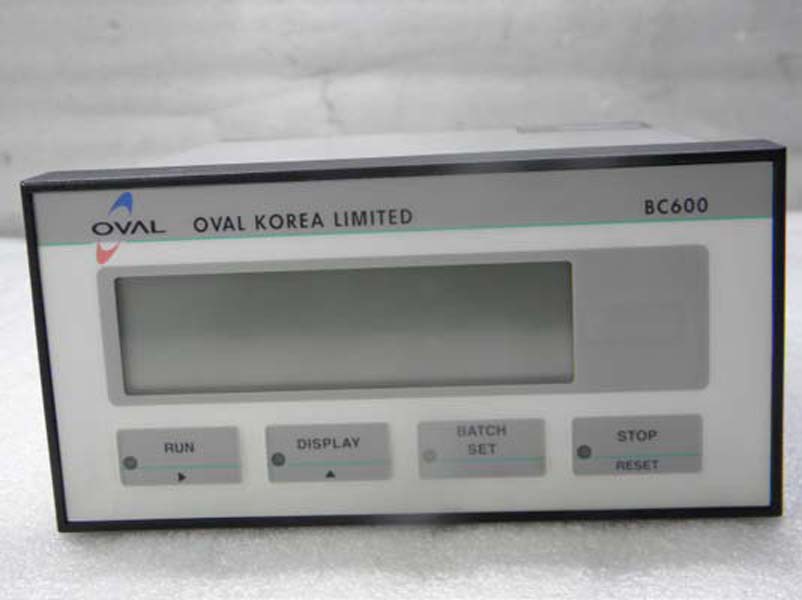 OVAL OVAL KOREA LIMITED BC600
RUN
DISPLAY
BATCH
SET
STOP
RESET